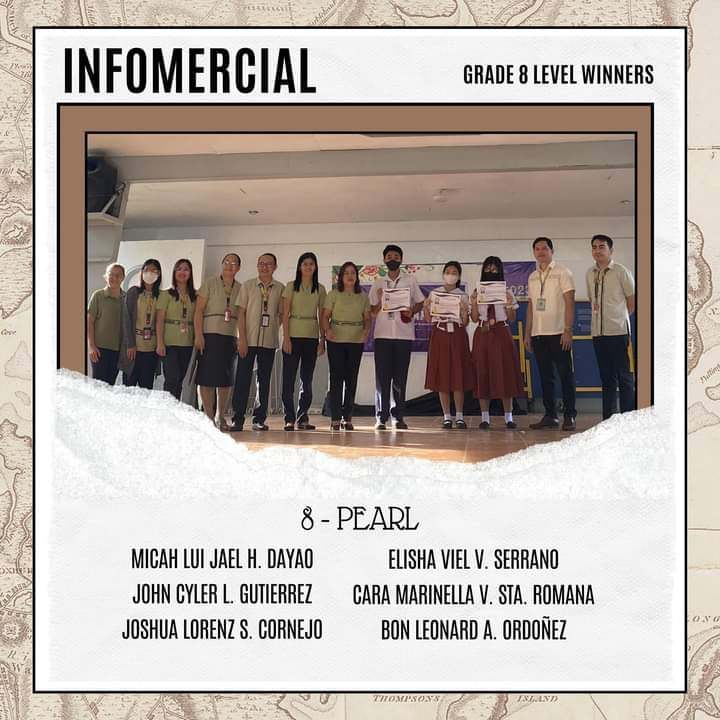 INFOMERCIAL
GRADE 8 LEVEL WINNERS
8 - PEARL
MICAH LUI JAEL H. DAYAO
ELISHA VIEL V. SERRANO
JOHN CYLER L. GUTIERREZ
CARA MARINELLA V. STA. ROMANA
JOSHUA LORENZ S. CORNEJO
BON LEONARD A. ORDOÑEZ
THOMPSON'S ISLAND